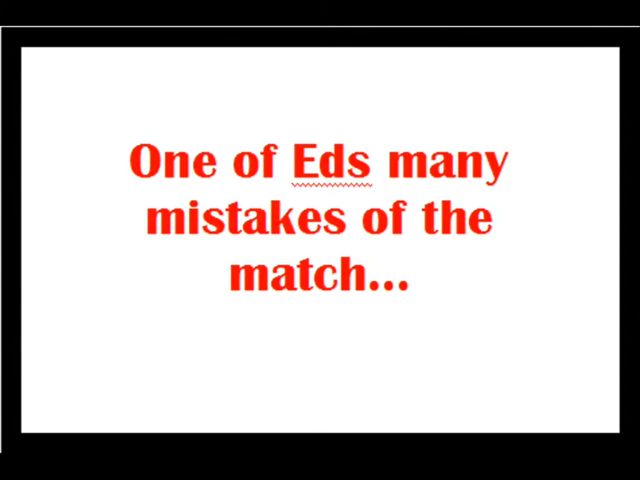 One of Eds many
mistakes of the
match...